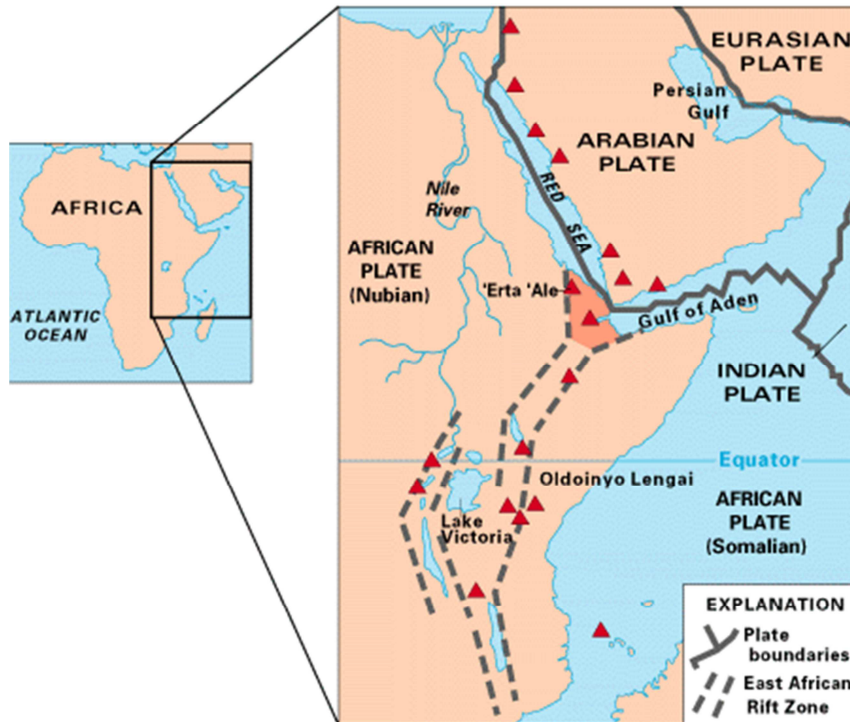 AFRICA
ATLANTIC
OCEAN
EURASIAN
PLATE
Persian
Gulf
ARABIAN
PLATE
RED
SEA
Nile
River
AFRICAN
PLATE
(Nubian)
'Erta 'Ale
Gulf of Aden
INDIAN
PLATE
Equator
Oldoinyo Lengai
Lake
Victoria
AFRICAN
PLATE
(Somalian)
EXPLANATION
Plate
boundaries
East African
Rift Zone